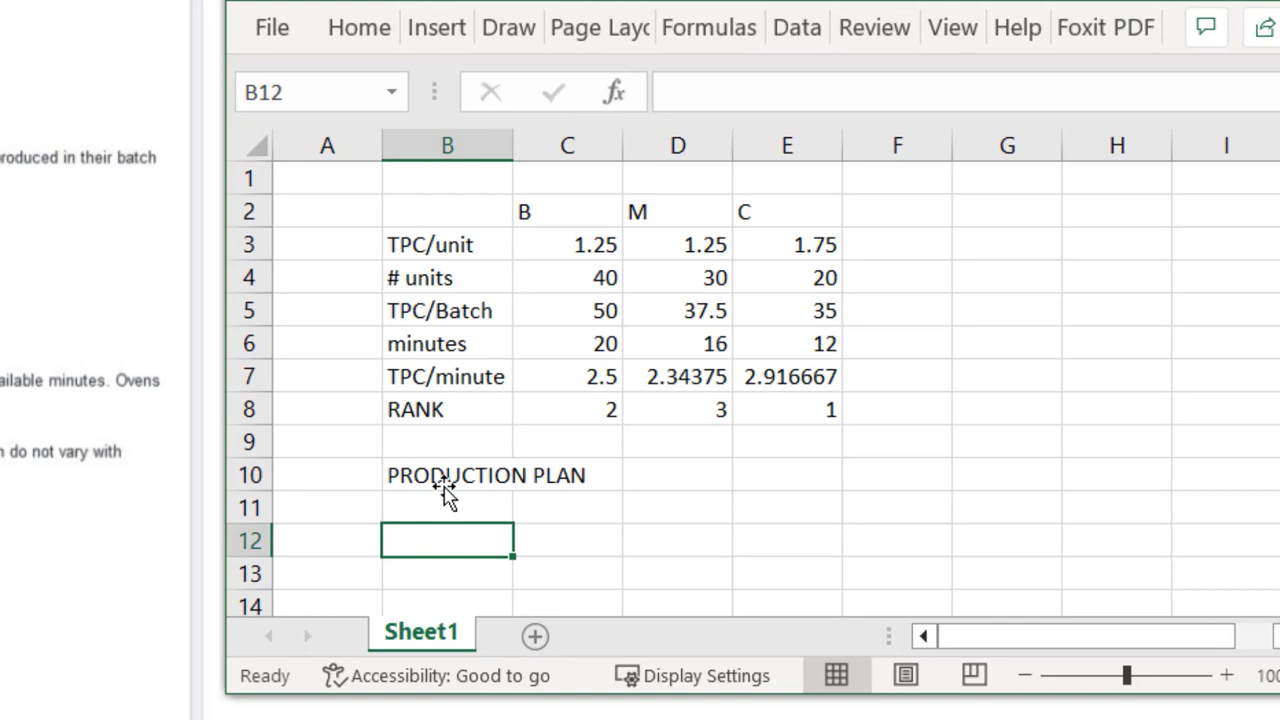 roduced in their batch
ailable minutes. Ovens
n do not vary with
File Home Insert Draw Page Layc Formulas Data Review View Help Foxit PDF
B12 fx
A B C D E F G H I
1
2 B M C
3 TPC/unit 1.25 1.25 1.75
4 # units 40 30 20
5 TPC/Batch 50 37.5 35
6 minutes 20 16 12
7 TPC/minute 2.5 2.34375 2.916667
8 RANK 2 3 1
9
10 PRODUCTION PLAN
11
12
13
14
Sheet1
Ready Accessibility: Good to go Display Settings 100